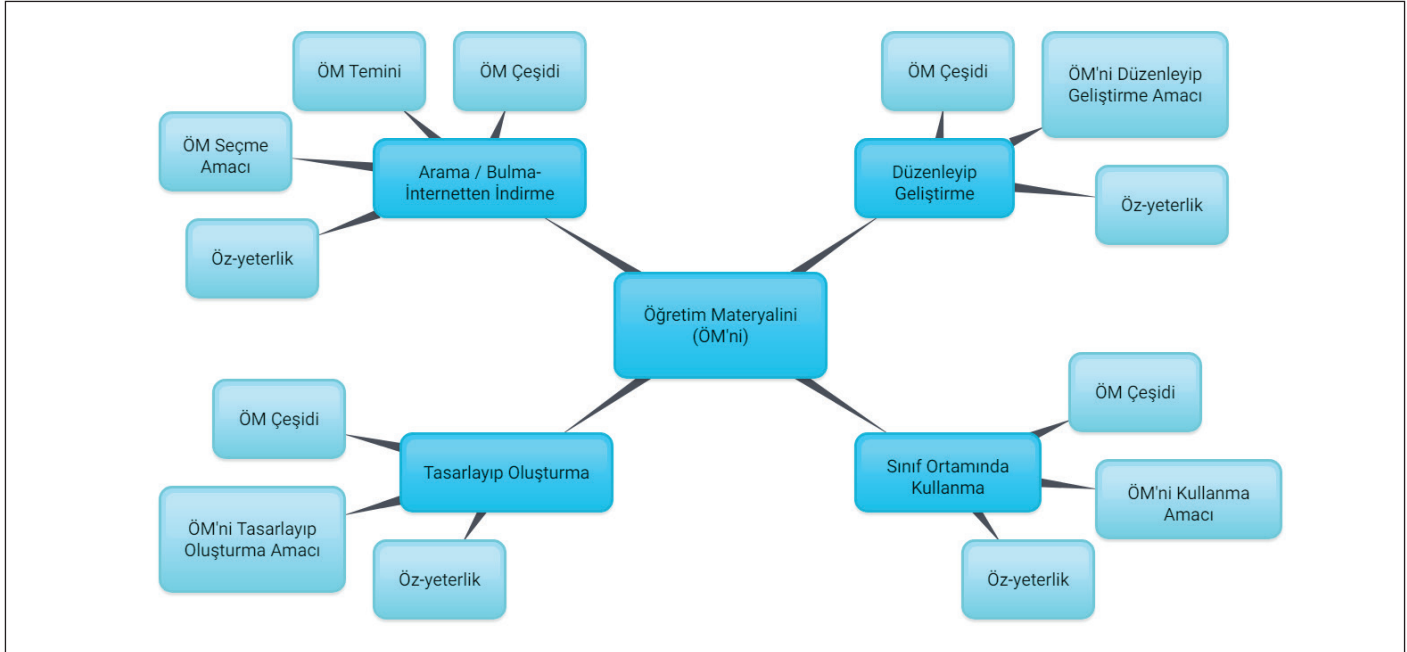 ÖM Temini
ÖM Çeşidi
ÖM Seçme
Amacı
Arama / Bulma-
İnternetten İndirme
Öz-yeterlik
ÖM Çeşidi
ÖM'ni Düzenleyip
Geliştirme Amacı
Düzenleyip
Geliştirme
Öz-yeterlik
Öğretim Materyalini
(ÖM'ni)
ÖM Çeşidi
Tasarlayıp Oluşturma
ÖM'ni Tasarlayıp
Oluşturma Amacı
Öz-yeterlik
ÖM Çeşidi
Sınıf Ortamında
Kullanma
ÖM'ni Kullanma
Amacı
Öz-yeterlik